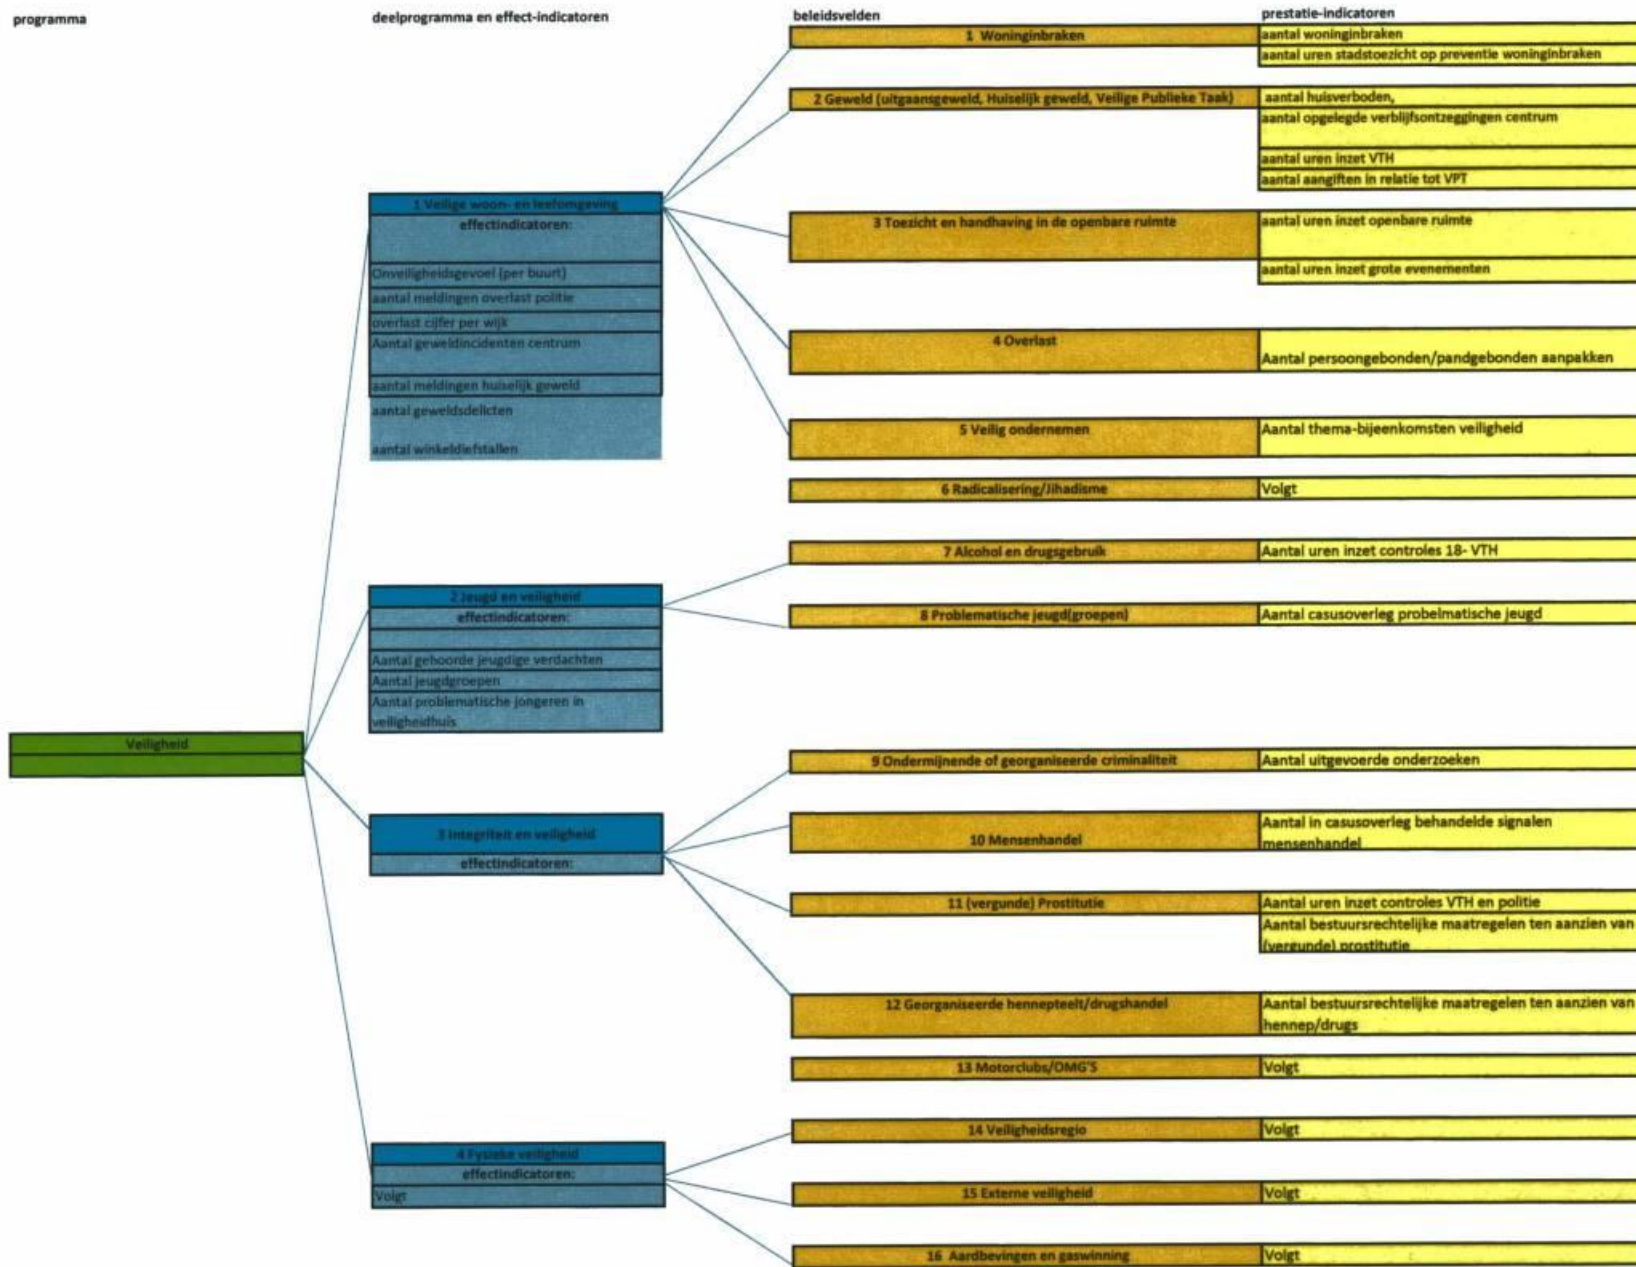 programma
deelprogramma en effect-indicatoren
beleidsvelden
prestatie-indicatoren
Veiligheid
1 Veilige woon- en leefomgeving
effectindicatoren:
Onveiligheidsgevoel (per buurt)
aantal meldingen overlast politie
overlast cijfer per wijk
Aantal geweldincidenten centrum
aantal meldingen huiselijk geweld
aantal geweldsdelicten
aantal winkeldiefstallen
1 Woninginbraken
aantal woninginbraken
aantal uren stadstoezicht op preventie woninginbraken
2 Geweld (uitgaansgeweld, Huiselijk geweld, Veilige Publieke Taak)
aantal huisverboden,
aantal opgelegde verblijfsontzeggingen centrum
aantal uren inzet VTH
aantal aangiften in relatie tot VPT
3 Toezicht en handhaving in de openbare ruimte
aantal uren inzet openbare ruimte
aantal uren inzet grote evenementen
4 Overlast
Aantal persoongebonden/pandgebonden aanpakken
5 Veilig ondernemen
Aantal thema-bijeenkomsten veiligheid
6 Radicalisering/Jihadisme
Volgt
2 Jeugd en veiligheid
effectindicatoren:
Aantal gehoorde jeugdige verdachten
Aantal jeugdgroepen
Aantal problematische jongeren in
veiligheidhuis
7 Alcohol en drugsgebruik
Aantal uren inzet controles 18- VTH
8 Problematische jeugd(groepen)
Aantal casusoverleg probelmatische jeugd
3 Integriteit en veiligheid
effectindicatoren:
9 Ondermijnende of georganiseerde criminaliteit
Aantal uitgevoerde onderzoeken
10 Mensenhandel
Aantal in casusoverleg behandelde signalen
mensenhandel
11 (vergunde) Prostitutie
Aantal uren inzet controles VTH en politie
Aantal bestuursrechtelijke maatregelen ten aanzien van
(vergunde) prostitutie
12 Georganiseerde hennepteelt/drugshandel
Aantal bestuursrechtelijke maatregelen ten aanzien van
hennep/drugs
13 Motorclubs/OMG'S
Volgt
4 Fysieke veiligheid
effectindicatoren:
Volgt
14 Veiligheidsregio
Volgt
15 Externe veiligheid
Volgt
16 Aardbevingen en gaswinning
Volgt